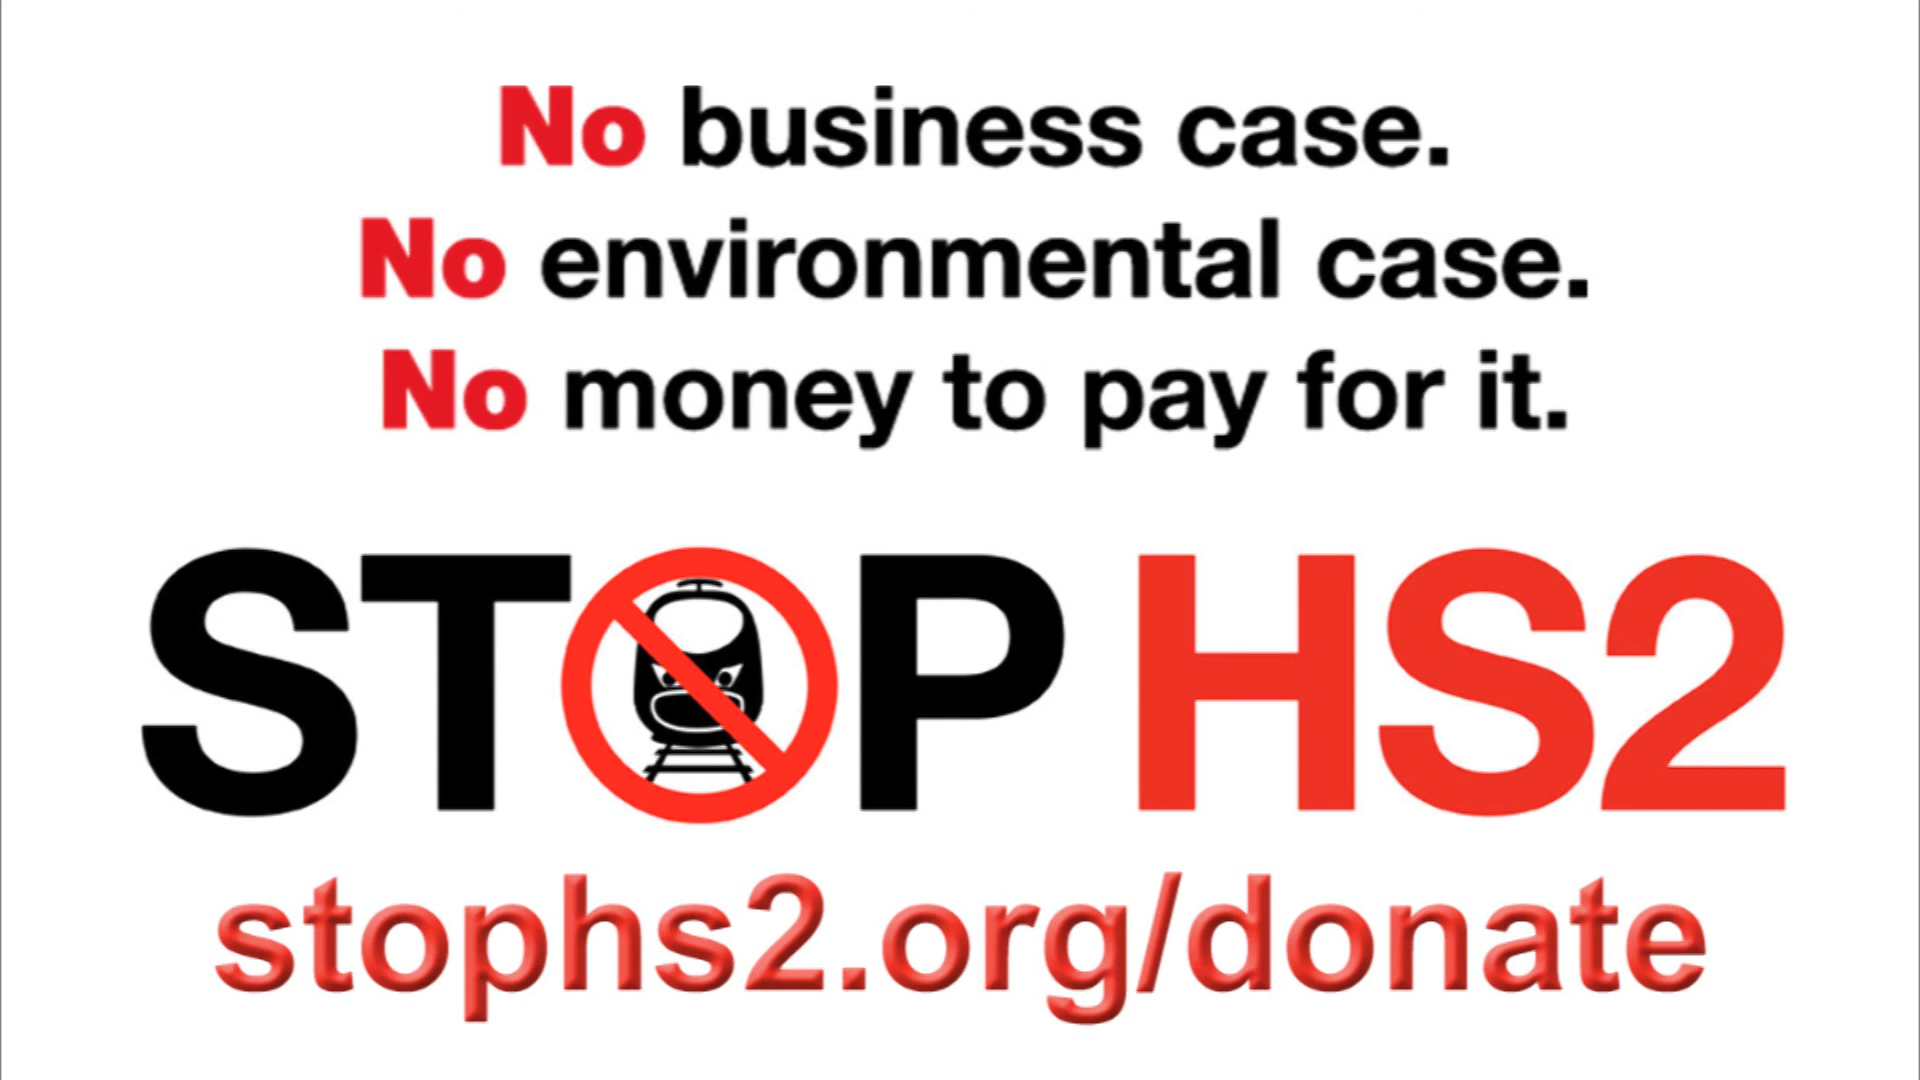 No business case.
No environmental case.
No money to pay for it.
STOP HS2
stophs2.org/donate